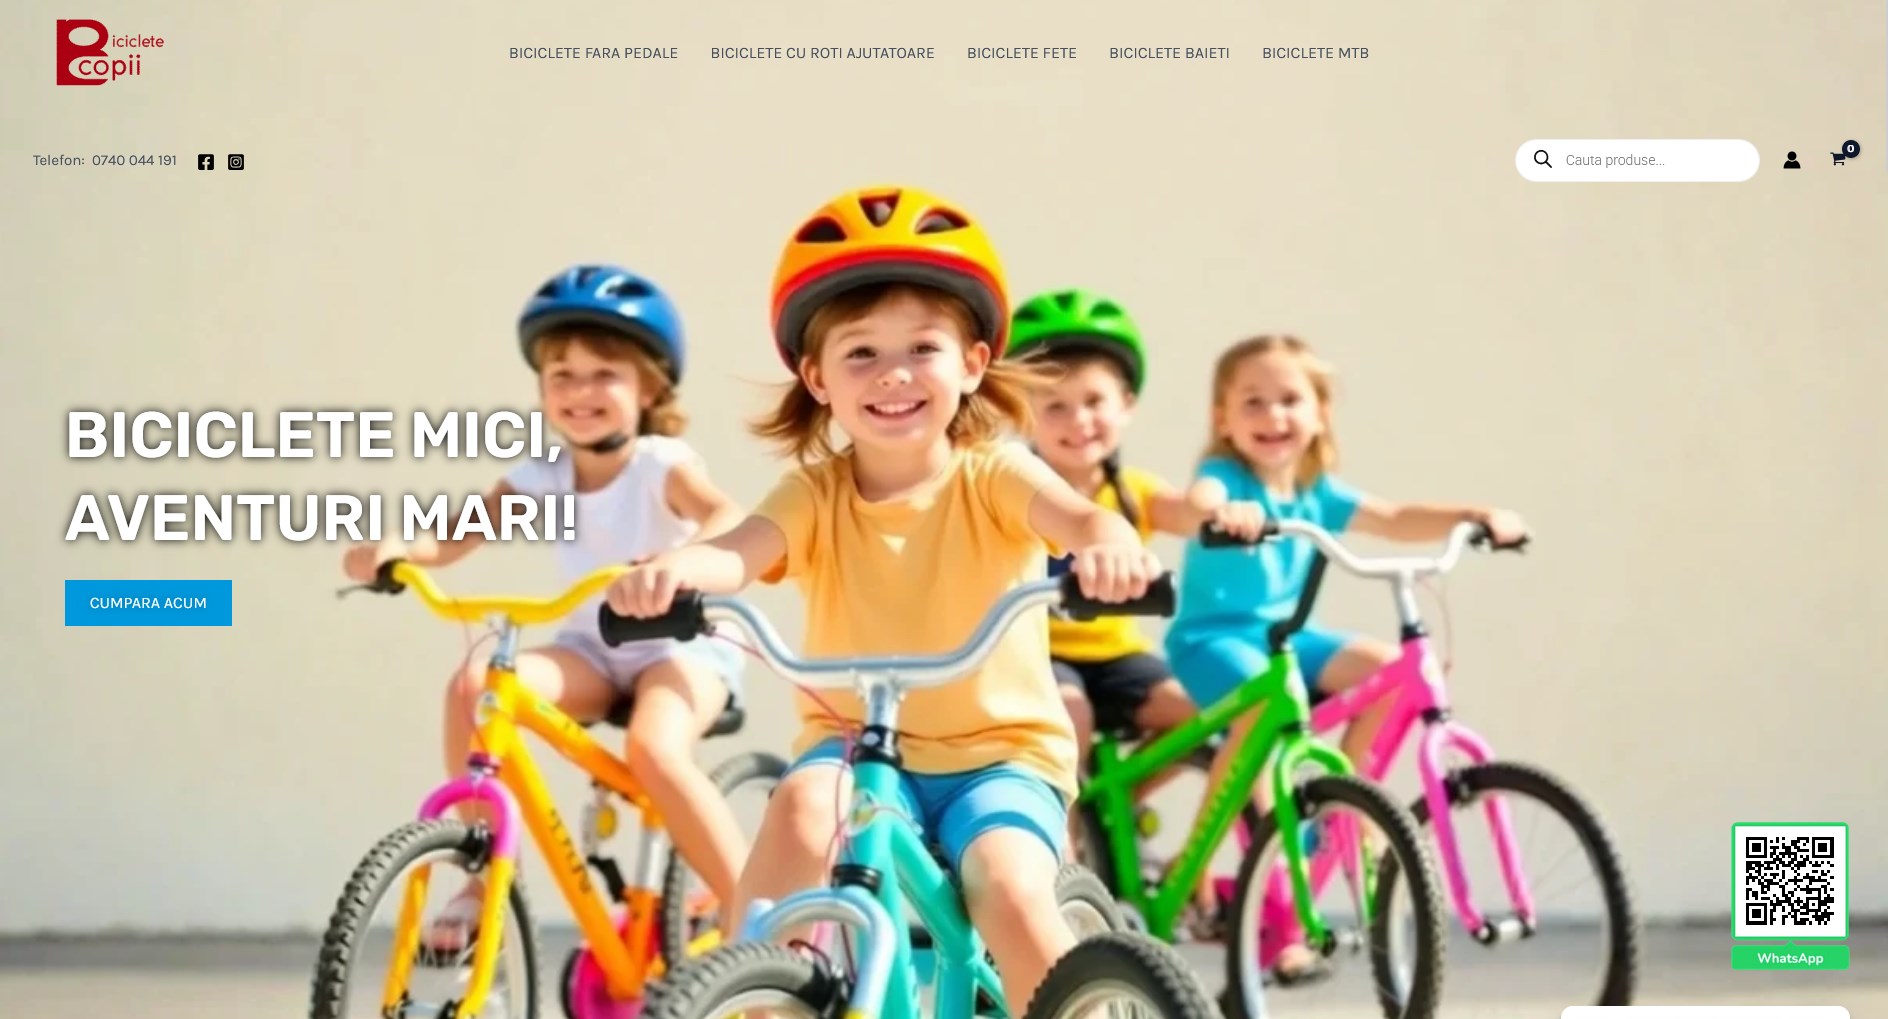 Biciclete
copii
BICICLETE FARA PEDALE
BICICLETE CU ROTI AJUTATOARE
BICICLETE FETE
BICICLETE BAIETI
BICICLETE MTB
Telefon: 0740 044 191
Cauta produse...
0
BICICLETE MICI,
AVENTURI MARI!
CUMPARA ACUM
WhatsApp